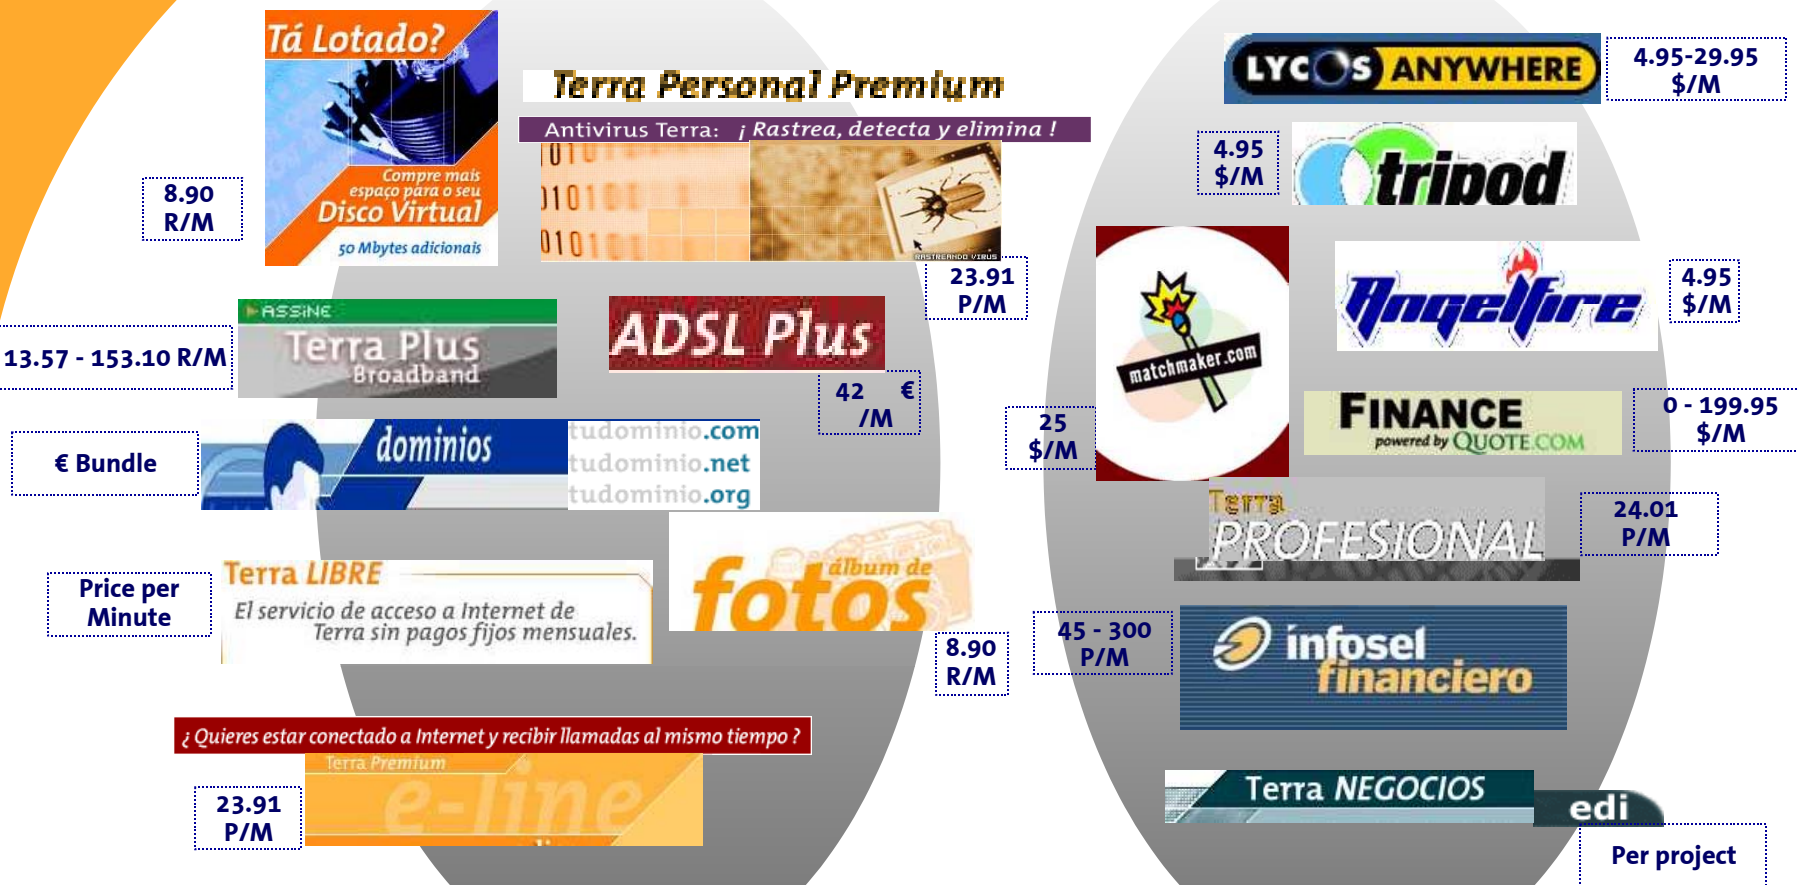 Tá Lotado?
Compre mais
espaço para o seu
Disco Virtual
50 Mbytes adicionais
8.90
R/M
Terra Personal Premium
Antivirus Terra: ¡ Rastrea, detecta y elimina !
RASTREANDO VIRUS
23.91
P/M
ASSINE
Terra Plus
Broadband
13.57 - 153.10 R/M
ADSL Plus
42 €
/M
€ Bundle
dominios
tudominio.com
tudominio.net
tudominio.org
Price per
Minute
Terra LIBRE
El servicio de acceso a Internet de
Terra sin pagos fijos mensuales.
álbum de
fotos
8.90
R/M
¿ Quieres estar conectado a Internet y recibir llamadas al mismo tiempo ?
Terra Premium
e-line
23.91
P/M
LYCOS ANYWHERE
4.95-29.95
$/M
4.95
$/M
tripod
matchmaker.com
25
$/M
Angelfire
4.95
$/M
FINANCE
powered by QUOTE.COM
0 - 199.95
$/M
Terra
PROFESIONAL
24.01
P/M
45 - 300
P/M
infosel
financiero
Terra NEGOCIOS
edi
Per project